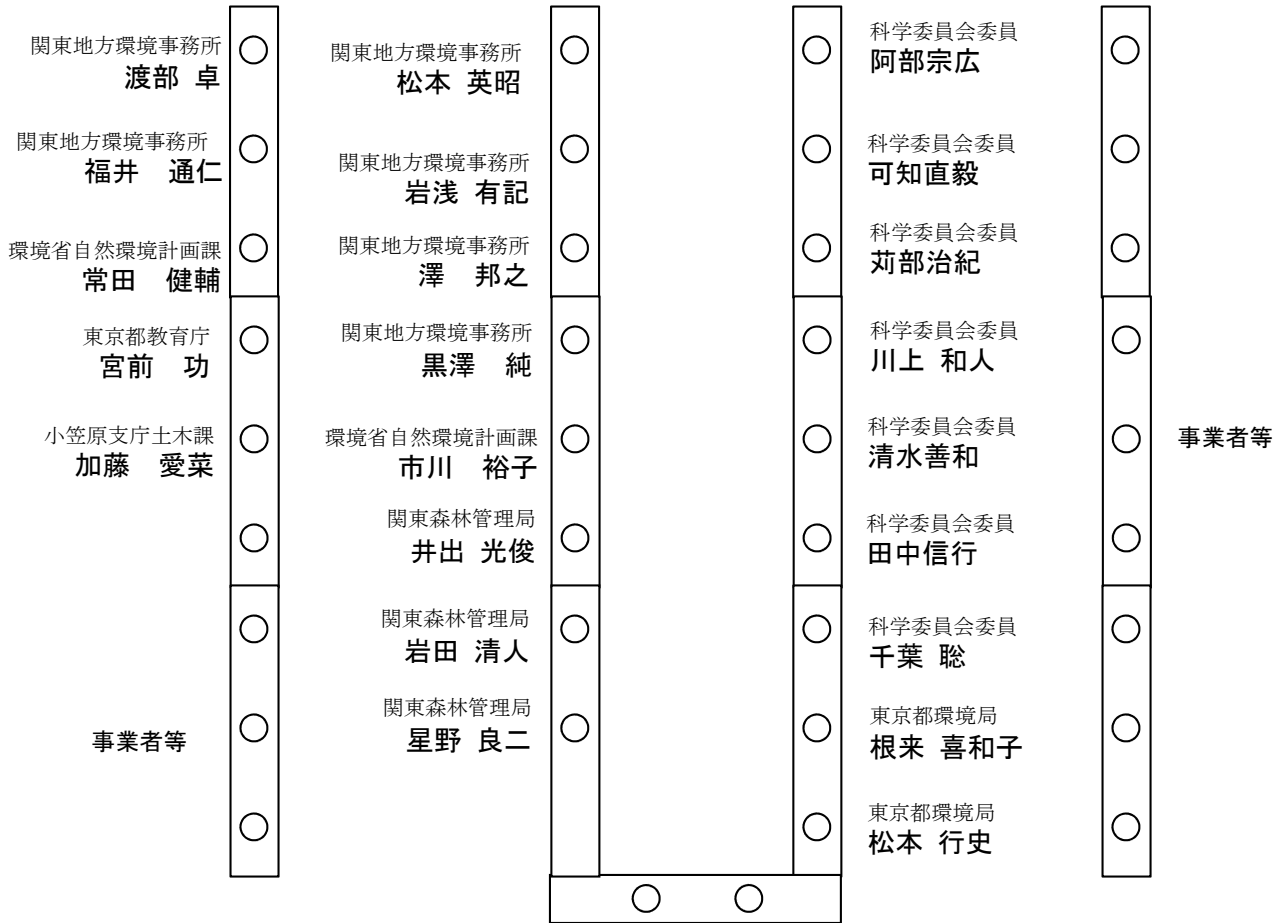 関東地方環境事務所
渡部 卓
関東地方環境事務所
福井　通仁
環境省自然環境計画課
常田　健輔
東京都教育庁
宮前　功
小笠原支庁土木課
加藤　愛菜
事業者等
関東地方環境事務所
松本 英昭
関東地方環境事務所
岩浅 有記
関東地方環境事務所
澤　邦之
関東地方環境事務所
黒澤　純
環境省自然環境計画課
市川　裕子
関東森林管理局
井出 光俊
関東森林管理局
岩田 清人
関東森林管理局
星野 良二
科学委員会委員
阿部宗広
科学委員会委員
可知直毅
科学委員会委員
苅部治紀
科学委員会委員
川上 和人
科学委員会委員
清水善和
科学委員会委員
田中信行
科学委員会委員
千葉 聡
東京都環境局
根来 喜和子
東京都環境局
松本 行史
事業者等